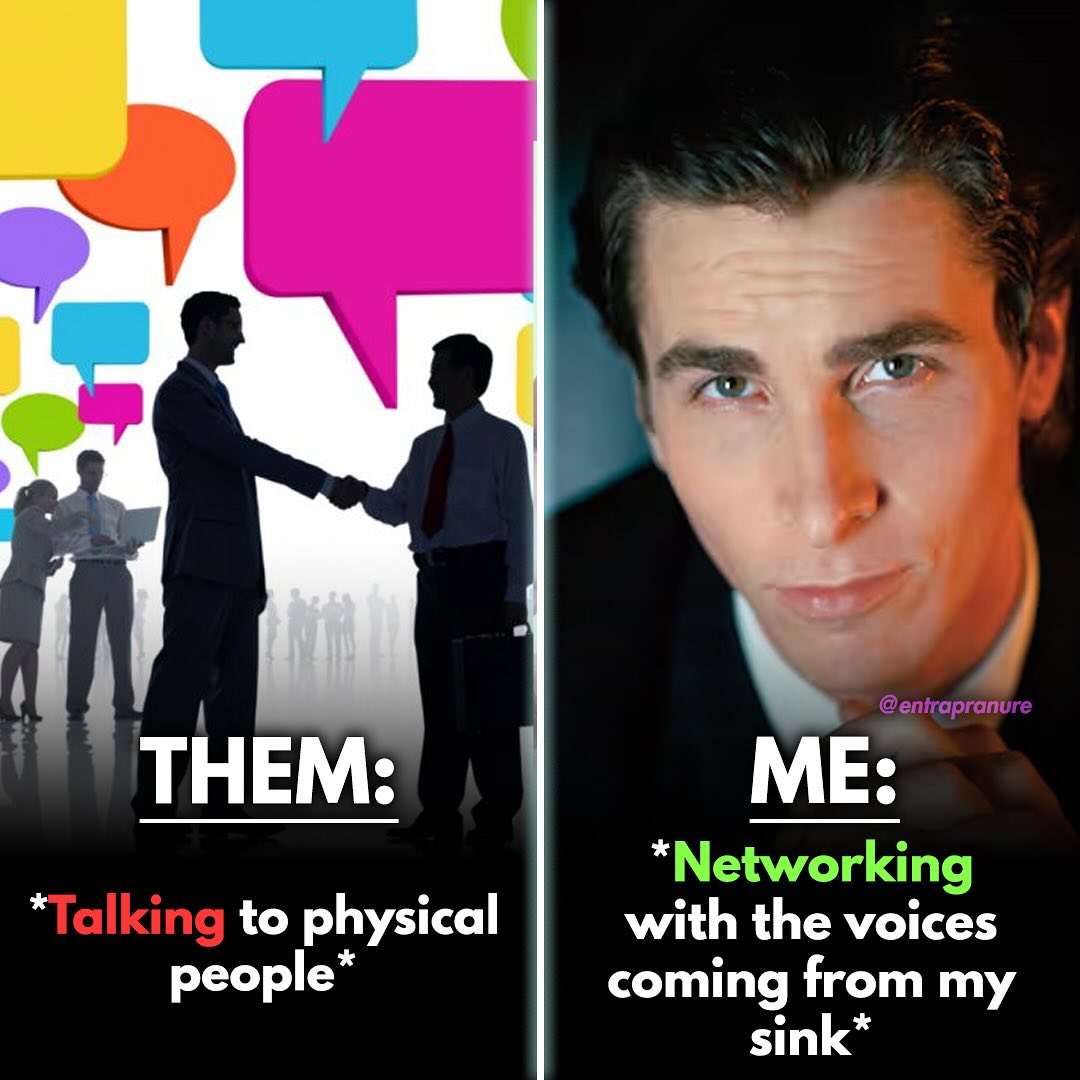 THEM:
*Talking to physical
people*
@entrapranure
ME:
*Networking
with the voices
coming from my
sink*